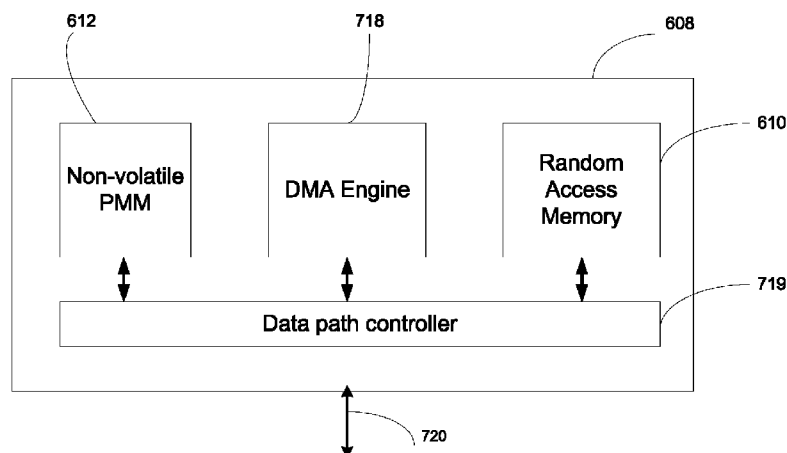 612
718
608
610
Non-volatile
PMM
DMA Engine
Random
Access
Memory
719
Data path controller
720